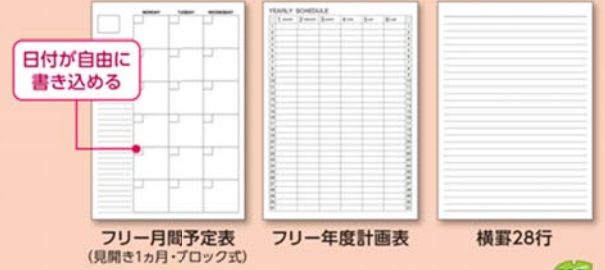 MONDAY TUESDAY WEDNESDAY
YEARLY SCHEDULE
日付が自由に
書き込める
フリー月間予定表
(見開き1ヵ月・ブロック式)
フリー年度計画表
横罫28行